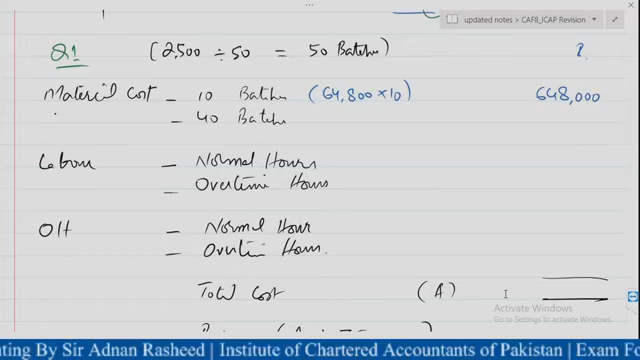 updated notes > CAF8_ICAP Revision
Q1 (2,500 ÷ 50 = 50 Batches) ?
Material Cost – 10 Batches (64,800 × 10) 648,000
– 40 Batches
Labour – Normal Hours
– Overtime Hours
OH – Normal Hour
– Overtime Hours.
Total Cost (A)
Activate Windows
Go to Settings to activate Windows.
nting By Sir Adnan Rasheed | Institute of Chartered Accountants of Pakistan | Exam Fo